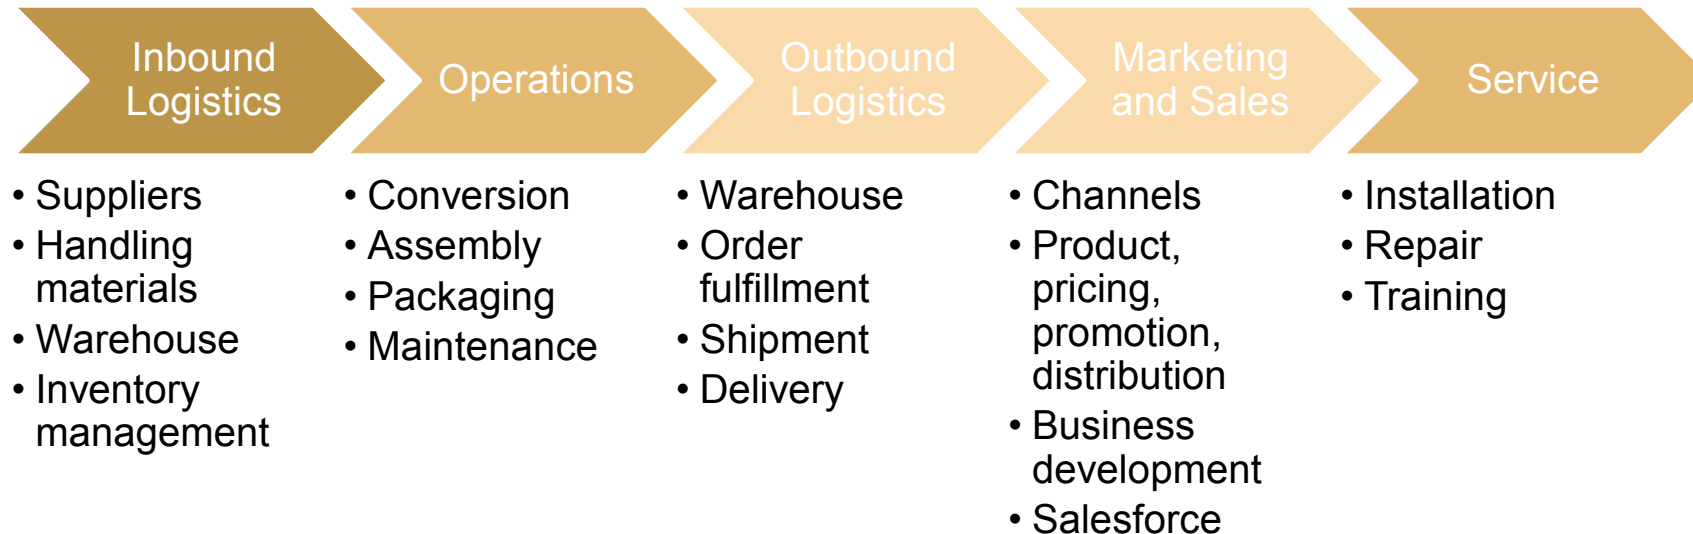 Inbound
Logistics
Operations
Outbound
Logistics
Marketing
and Sales
Service
• Suppliers
• Handling
materials
• Warehouse
• Inventory
management
• Conversion
• Assembly
• Packaging
• Maintenance
• Warehouse
• Order
fulfillment
• Shipment
• Delivery
• Channels
• Product,
pricing,
promotion,
distribution
• Business
development
• Salesforce
• Installation
• Repair
• Training